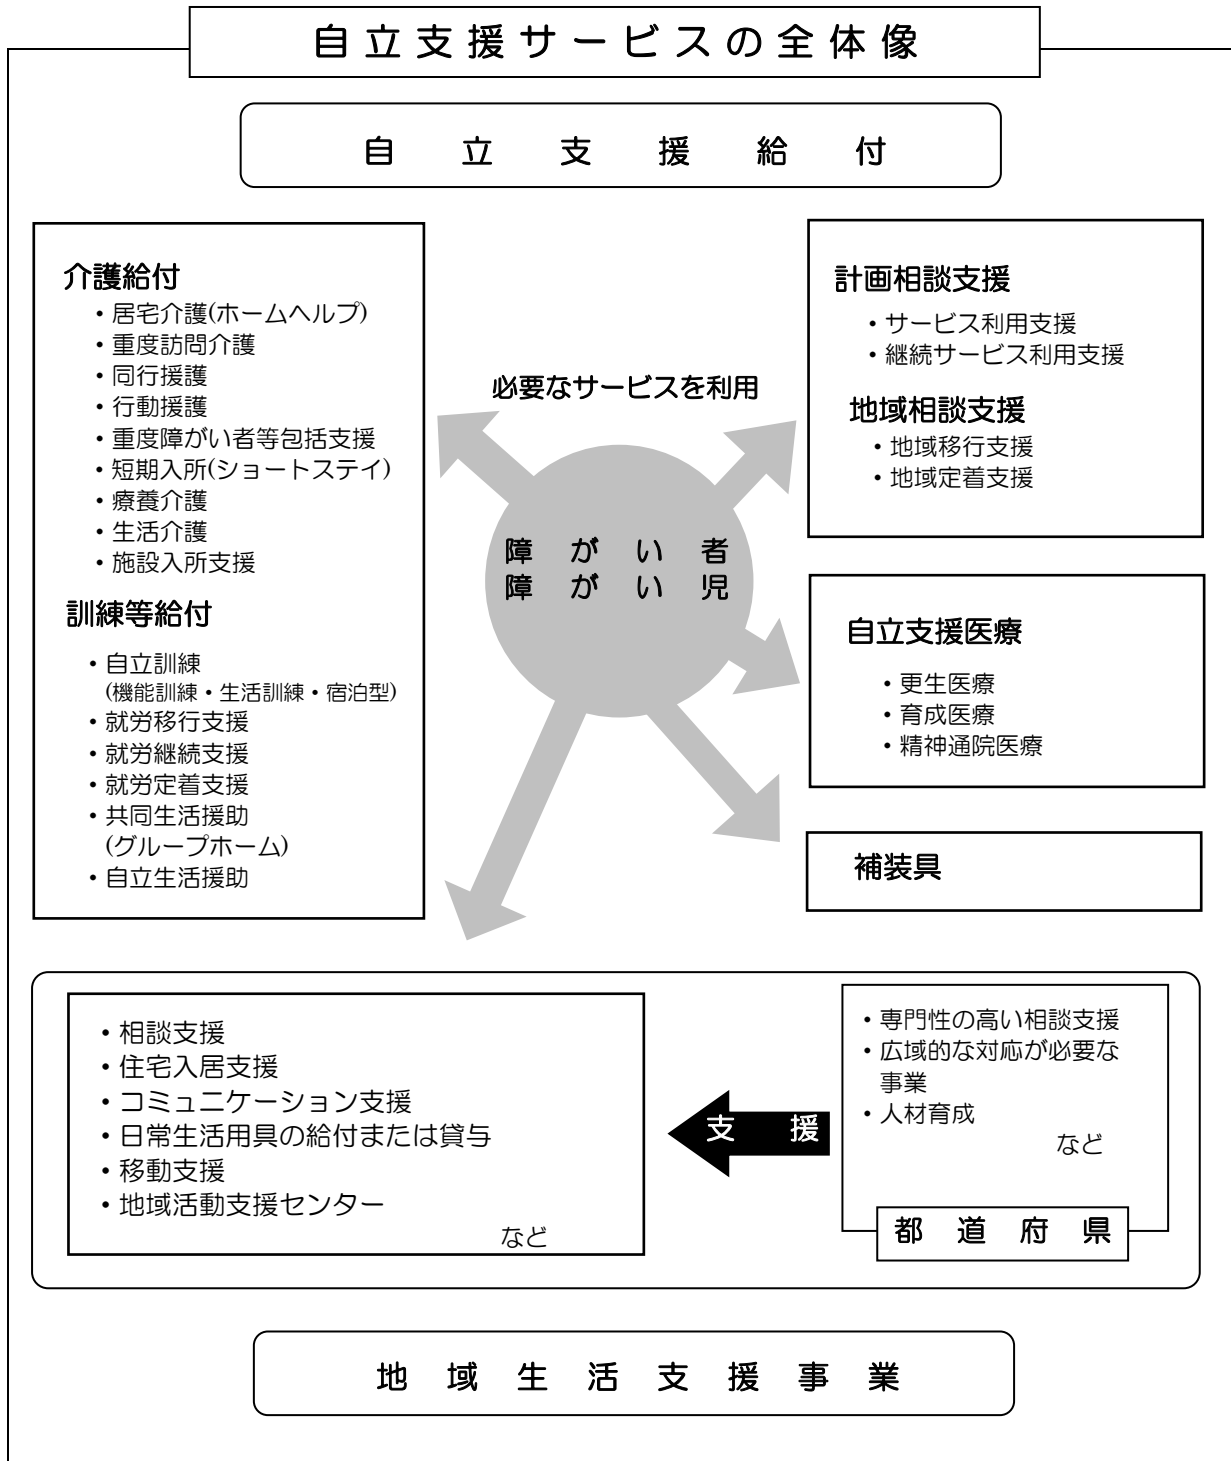 自立支援サービスの全体像
自立支援給付
介護給付
・居宅介護(ホームヘルプ)
・重度訪問介護
・同行援護
・行動援護
・重度障がい者等包括支援
・短期入所(ショートステイ)
・療養介護
・生活介護
・施設入所支援
訓練等給付
・自立訓練
(機能訓練・生活訓練・宿泊型)
・就労移行支援
・就労継続支援
・就労定着支援
・共同生活援助
(グループホーム)
・自立生活援助
必要なサービスを利用
障がい者
障がい児
計画相談支援
・サービス利用支援
・継続サービス利用支援
地域相談支援
・地域移行支援
・地域定着支援
自立支援医療
・更生医療
・育成医療
・精神通院医療
補装具
・相談支援
・住宅入居支援
・コミュニケーション支援
・日常生活用具の給付または貸与
・移動支援
・地域活動支援センター
など
支援
・専門性の高い相談支援
・広域的な対応が必要な
事業
・人材育成
など
都道府県
地域生活支援事業